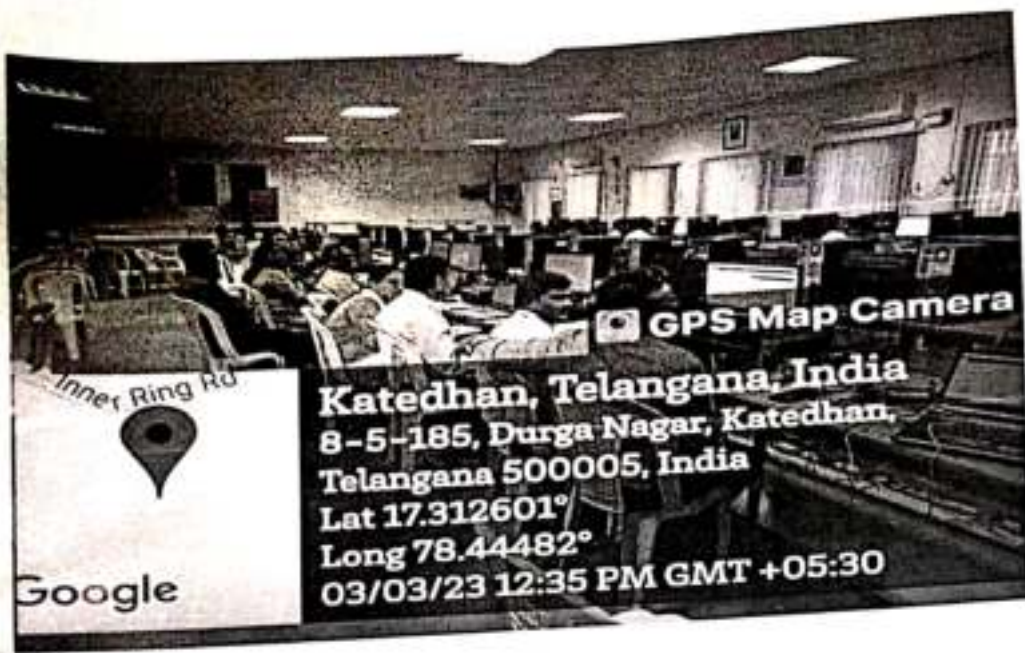 GPS Map Camera
Inner Ring Rd
Google
Katedhan, Telangana, India
8-5-185, Durga Nagar, Katedhan,
Telangana 500005, India
Lat 17.312601°
Long 78.44482°
03/03/23 12:35 PM GMT +05:30